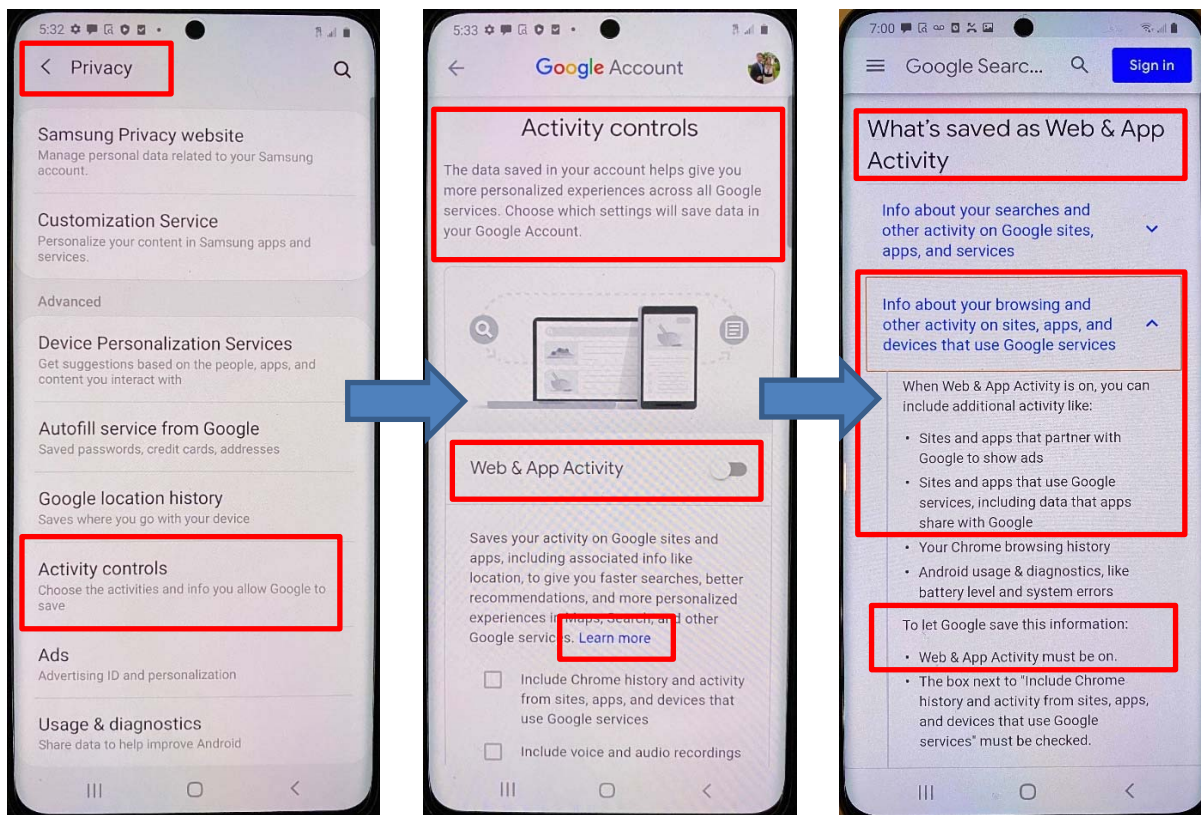 5:32
Privacy
Samsung Privacy website
Manage personal data related to your Samsung
account.
Customization Service
Personalize your content in Samsung apps and
services.
Advanced
Device Personalization Services
Get suggestions based on the people, apps, and
content you interact with
Autofill service from Google
Saved passwords, credit cards, addresses
Google location history
Saves where you go with your device
Activity controls
Choose the activities and info you allow Google to
save
Ads
Advertising ID and personalization
Usage & diagnostics
Share data to help improve Android
5:33
Google Account
Activity controls
The data saved in your account helps give you
more personalized experiences across all Google
services. Choose which settings will save data in
your Google Account.
Web & App Activity
Saves your activity on Google sites and
apps, including associated info like
location, to give you faster searches, better
recommendations, and more personalized
experiences in Maps, Search, and other
Google services. Learn more
Include Chrome history and activity
from sites, apps, and devices that
use Google services
Include voice and audio recordings
7:00
Google Searc...
Sign in
What's saved as Web & App
Activity
Info about your searches and
other activity on Google sites,
apps, and services
Info about your browsing and
other activity on sites, apps, and
devices that use Google services
When Web & App Activity is on, you can
include additional activity like:
• Sites and apps that partner with
Google to show ads
• Sites and apps that use Google
services, including data that apps
share with Google
• Your Chrome browsing history
• Android usage & diagnostics, like
battery level and system errors
To let Google save this information:
• Web & App Activity must be on.
• The box next to "Include Chrome
history and activity from sites, apps,
and devices that use Google
services" must be checked.